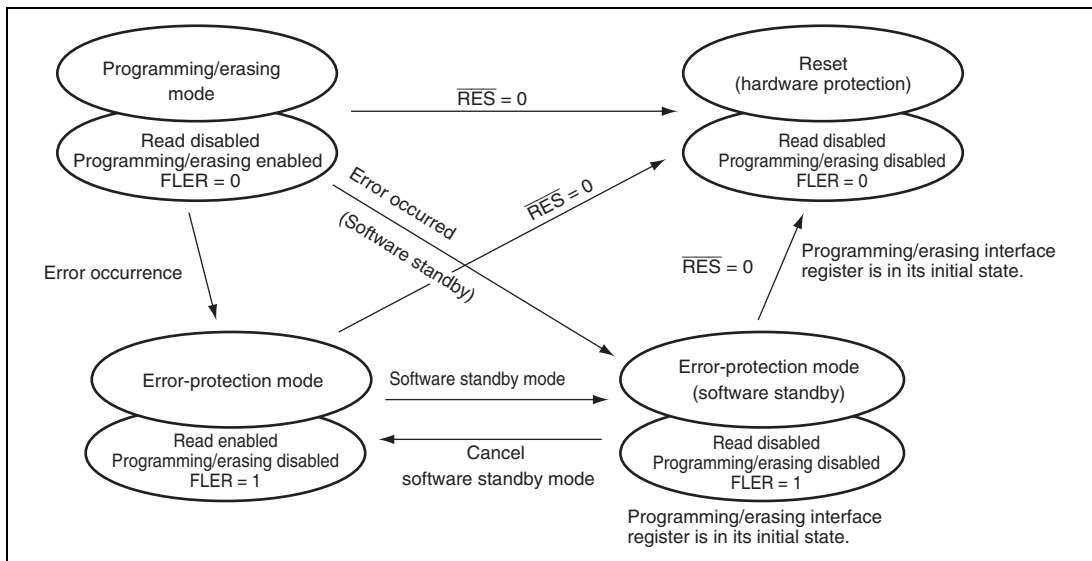 Programming/erasing
mode
Read disabled
Programming/erasing enabled
FLER = 0
RES = 0
Reset
(hardware protection)
Read disabled
Programming/erasing disabled
FLER = 0
Error occurred
(Software standby)
RES = 0
Error occurrence
RES = 0
Programming/erasing interface
register is in its initial state.
Error-protection mode
Read enabled
Programming/erasing disabled
FLER = 1
Software standby mode
Cancel
software standby mode
Error-protection mode
(software standby)
Read disabled
Programming/erasing disabled
FLER = 1
Programming/erasing interface
register is in its initial state.